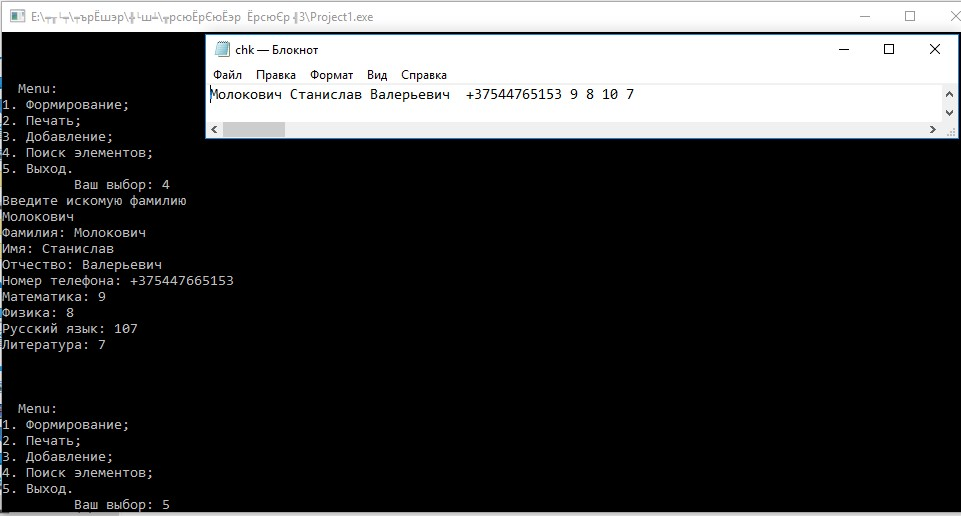 E:\╤╥╙╤\╤ърЁшэр\╬└ш┴\╦рсюЁрЄюЁэр  ЁрсюЄр ╣3\Project1.exe
chk — Блокнот
Файл Правка Формат Вид Справка
Молокович Станислав Валерьевич  +37544765153 9 8 10 7
Menu:
1. Формирование;
2. Печать;
3. Добавление;
4. Поиск элементов;
5. Выход.
Ваш выбор: 4
Введите искомую фамилию
Молокович
Фамилия: Молокович
Имя: Станислав
Отчество: Валерьевич
Номер телефона: +375447665153
Математика: 9
Физика: 8
Русский язык: 107
Литература: 7
Menu:
1. Формирование;
2. Печать;
3. Добавление;
4. Поиск элементов;
5. Выход.
Ваш выбор: 5